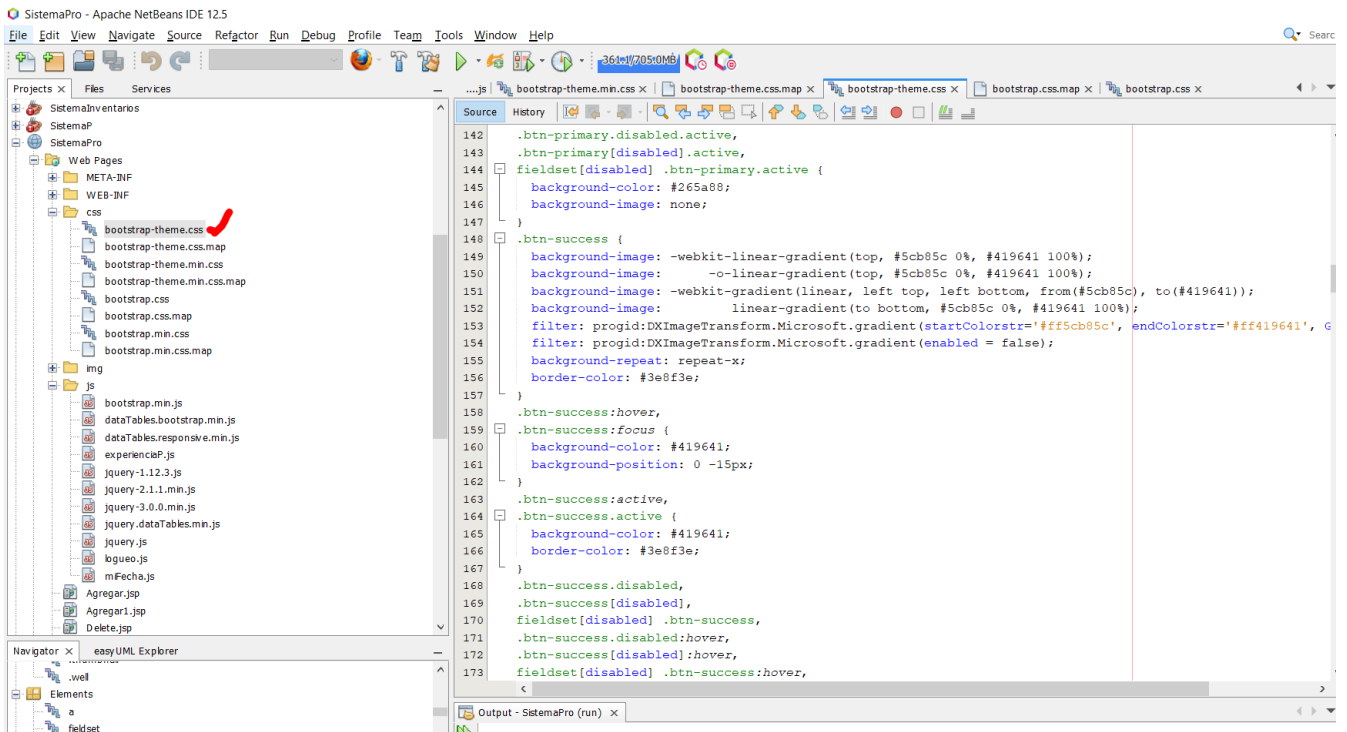 SistemaPro - Apache NetBeans IDE 12.5
File Edit View Navigate Source Refactor Run Debug Profile Team Tools Window Help
Searc
361.1/705.0MB
Projects Files Services
....js bootstrap-theme.min.css bootstrap-theme.css.map bootstrap-theme.css bootstrap.css.map bootstrap.css
Source History
SistemaInventarios
SistemaP
SistemaPro
Web Pages
META-INF
WEB-INF
css
bootstrap-theme.css
bootstrap-theme.css.map
bootstrap-theme.min.css
bootstrap-theme.min.css.map
bootstrap.css
bootstrap.css.map
bootstrap.min.css
bootstrap.min.css.map
img
js
bootstrap.min.js
dataTables.bootstrap.min.js
dataTables.responsive.min.js
experienciaP.js
jquery-1.12.3.js
jquery-2.1.1.min.js
jquery-3.0.0.min.js
jquery.dataTables.min.js
jquery.js
logueo.js
miFecha.js
Agregar.jsp
Agregar1.jsp
Delete.jsp
Navigator easyUML Explorer
.well
Elements
a
fieldset
142 .btn-primary.disabled.active,
143 .btn-primary[disabled].active,
144 fieldset[disabled] .btn-primary.active {
145 background-color: #265a88;
146 background-image: none;
147 }
148 .btn-success {
149 background-image: -webkit-linear-gradient(top, #5cb85c 0%, #419641 100%);
150 background-image: -o-linear-gradient(top, #5cb85c 0%, #419641 100%);
151 background-image: -webkit-gradient(linear, left top, left bottom, from(#5cb85c), to(#419641));
152 background-image: linear-gradient(to bottom, #5cb85c 0%, #419641 100%);
153 filter: progid:DXImageTransform.Microsoft.gradient(startColorstr='#ff5cb85c', endColorstr='#ff419641', G
154 filter: progid:DXImageTransform.Microsoft.gradient(enabled = false);
155 background-repeat: repeat-x;
156 border-color: #3e8f3e;
157 }
158 .btn-success:hover,
159 .btn-success:focus {
160 background-color: #419641;
161 background-position: 0 -15px;
162 }
163 .btn-success:active,
164 .btn-success.active {
165 background-color: #419641;
166 border-color: #3e8f3e;
167 }
168 .btn-success.disabled,
169 .btn-success[disabled],
170 fieldset[disabled] .btn-success,
171 .btn-success.disabled:hover,
172 .btn-success[disabled]:hover,
173 fieldset[disabled] .btn-success:hover,
Output - SistemaPro (run)